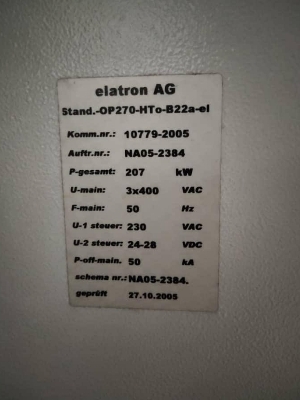 elatron AG
Stand.-OP270-HTo-B22a-el
Komm.nr.: 10779-2005
Auftr.nr.: NA05-2384
P-gesamt: 207 kW
U-main: 3x400 VAC
F-main: 50 Hz
U-1 steuer: 230 VAC
U-2 steuer: 24-28 VDC
P-off-main. 50 kA
schema nr.: NA05-2384.
geprüft 27.10.2005